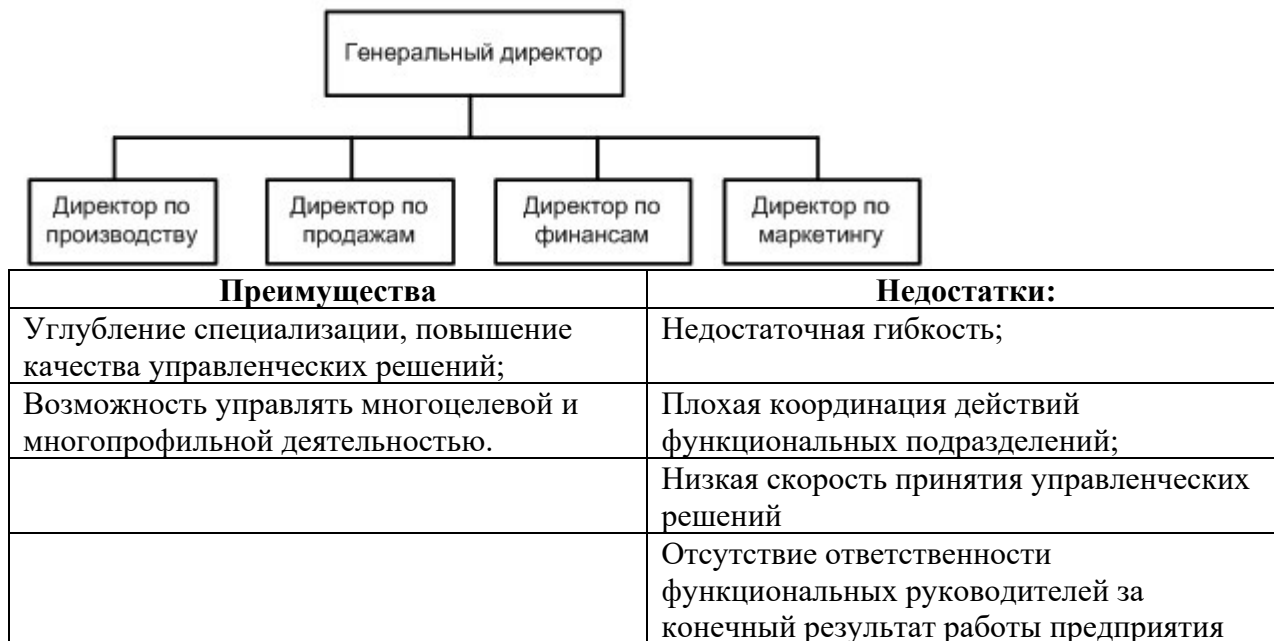 Генеральный директор
Директор по
производству
Директор по
продажам
Директор по
финансам
Директор по
маркетингу
Преимущества
Недостатки:
Углубление специализации, повышение
качества управленческих решений;
Недостаточная гибкость;
Возможность управлять многоцелевой и
многопрофильной деятельностью.
Плохая координация действий
функциональных подразделений;
Низкая скорость принятия управленческих
решений
Отсутствие ответственности
функциональных руководителей за
конечный результат работы предприятия